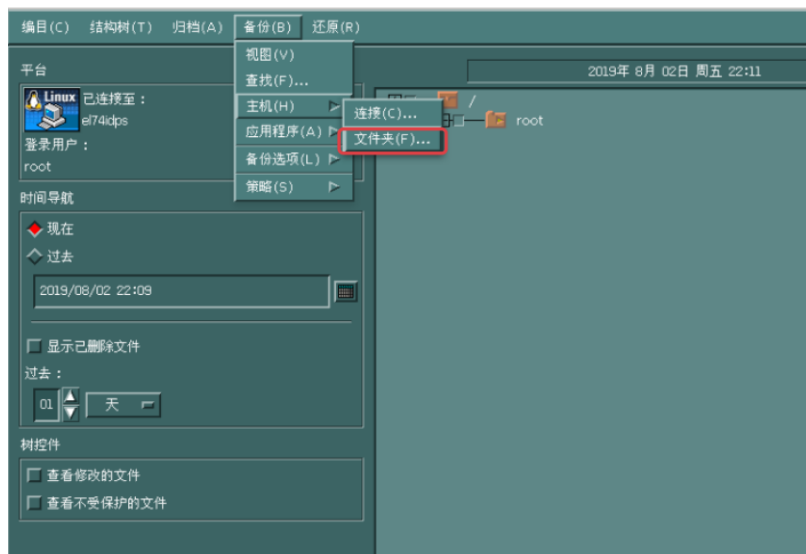 编目(C) 结构树(T) 归档(A) 备份(B) 还原(R)
视图(V)
查找(F)...
主机(H)
应用程序(A)
备份选项(L)
策略(S)
连接(C)...
文件夹(F)...
平台
Linux 已连接至：
el74idps
登录用户：
root
2019年 8月 02日 周五 22:11
/
root
时间导航
现在
过去
2019/08/02 22:09
显示已删除文件
过去：
01 天
树控件
查看修改的文件
查看不受保护的文件